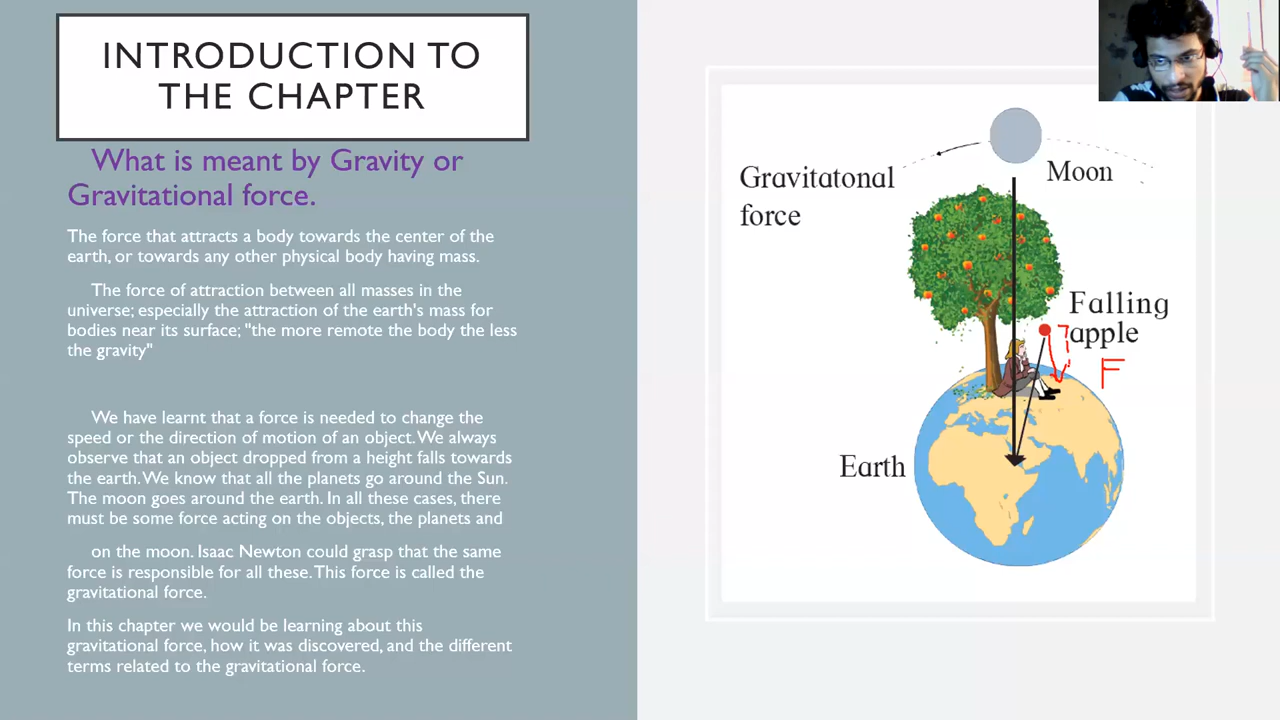 INTRODUCTION TO
THE CHAPTER
What is meant by Gravity or
Gravitational force.
The force that attracts a body towards the center of the
earth, or towards any other physical body having mass.
The force of attraction between all masses in the
universe; especially the attraction of the earth's mass for
bodies near its surface; "the more remote the body the less
the gravity"
We have learnt that a force is needed to change the
speed or the direction of motion of an object. We always
observe that an object dropped from a height falls towards
the earth. We know that all the planets go around the Sun.
The moon goes around the earth. In all these cases, there
must be some force acting on the objects, the planets and
on the moon. Isaac Newton could grasp that the same
force is responsible for all these. This force is called the
gravitational force.
In this chapter we would be learning about this
gravitational force, how it was discovered, and the different
terms related to the gravitational force.
Moon
Gravitatonal
force
Falling
apple
F
Earth